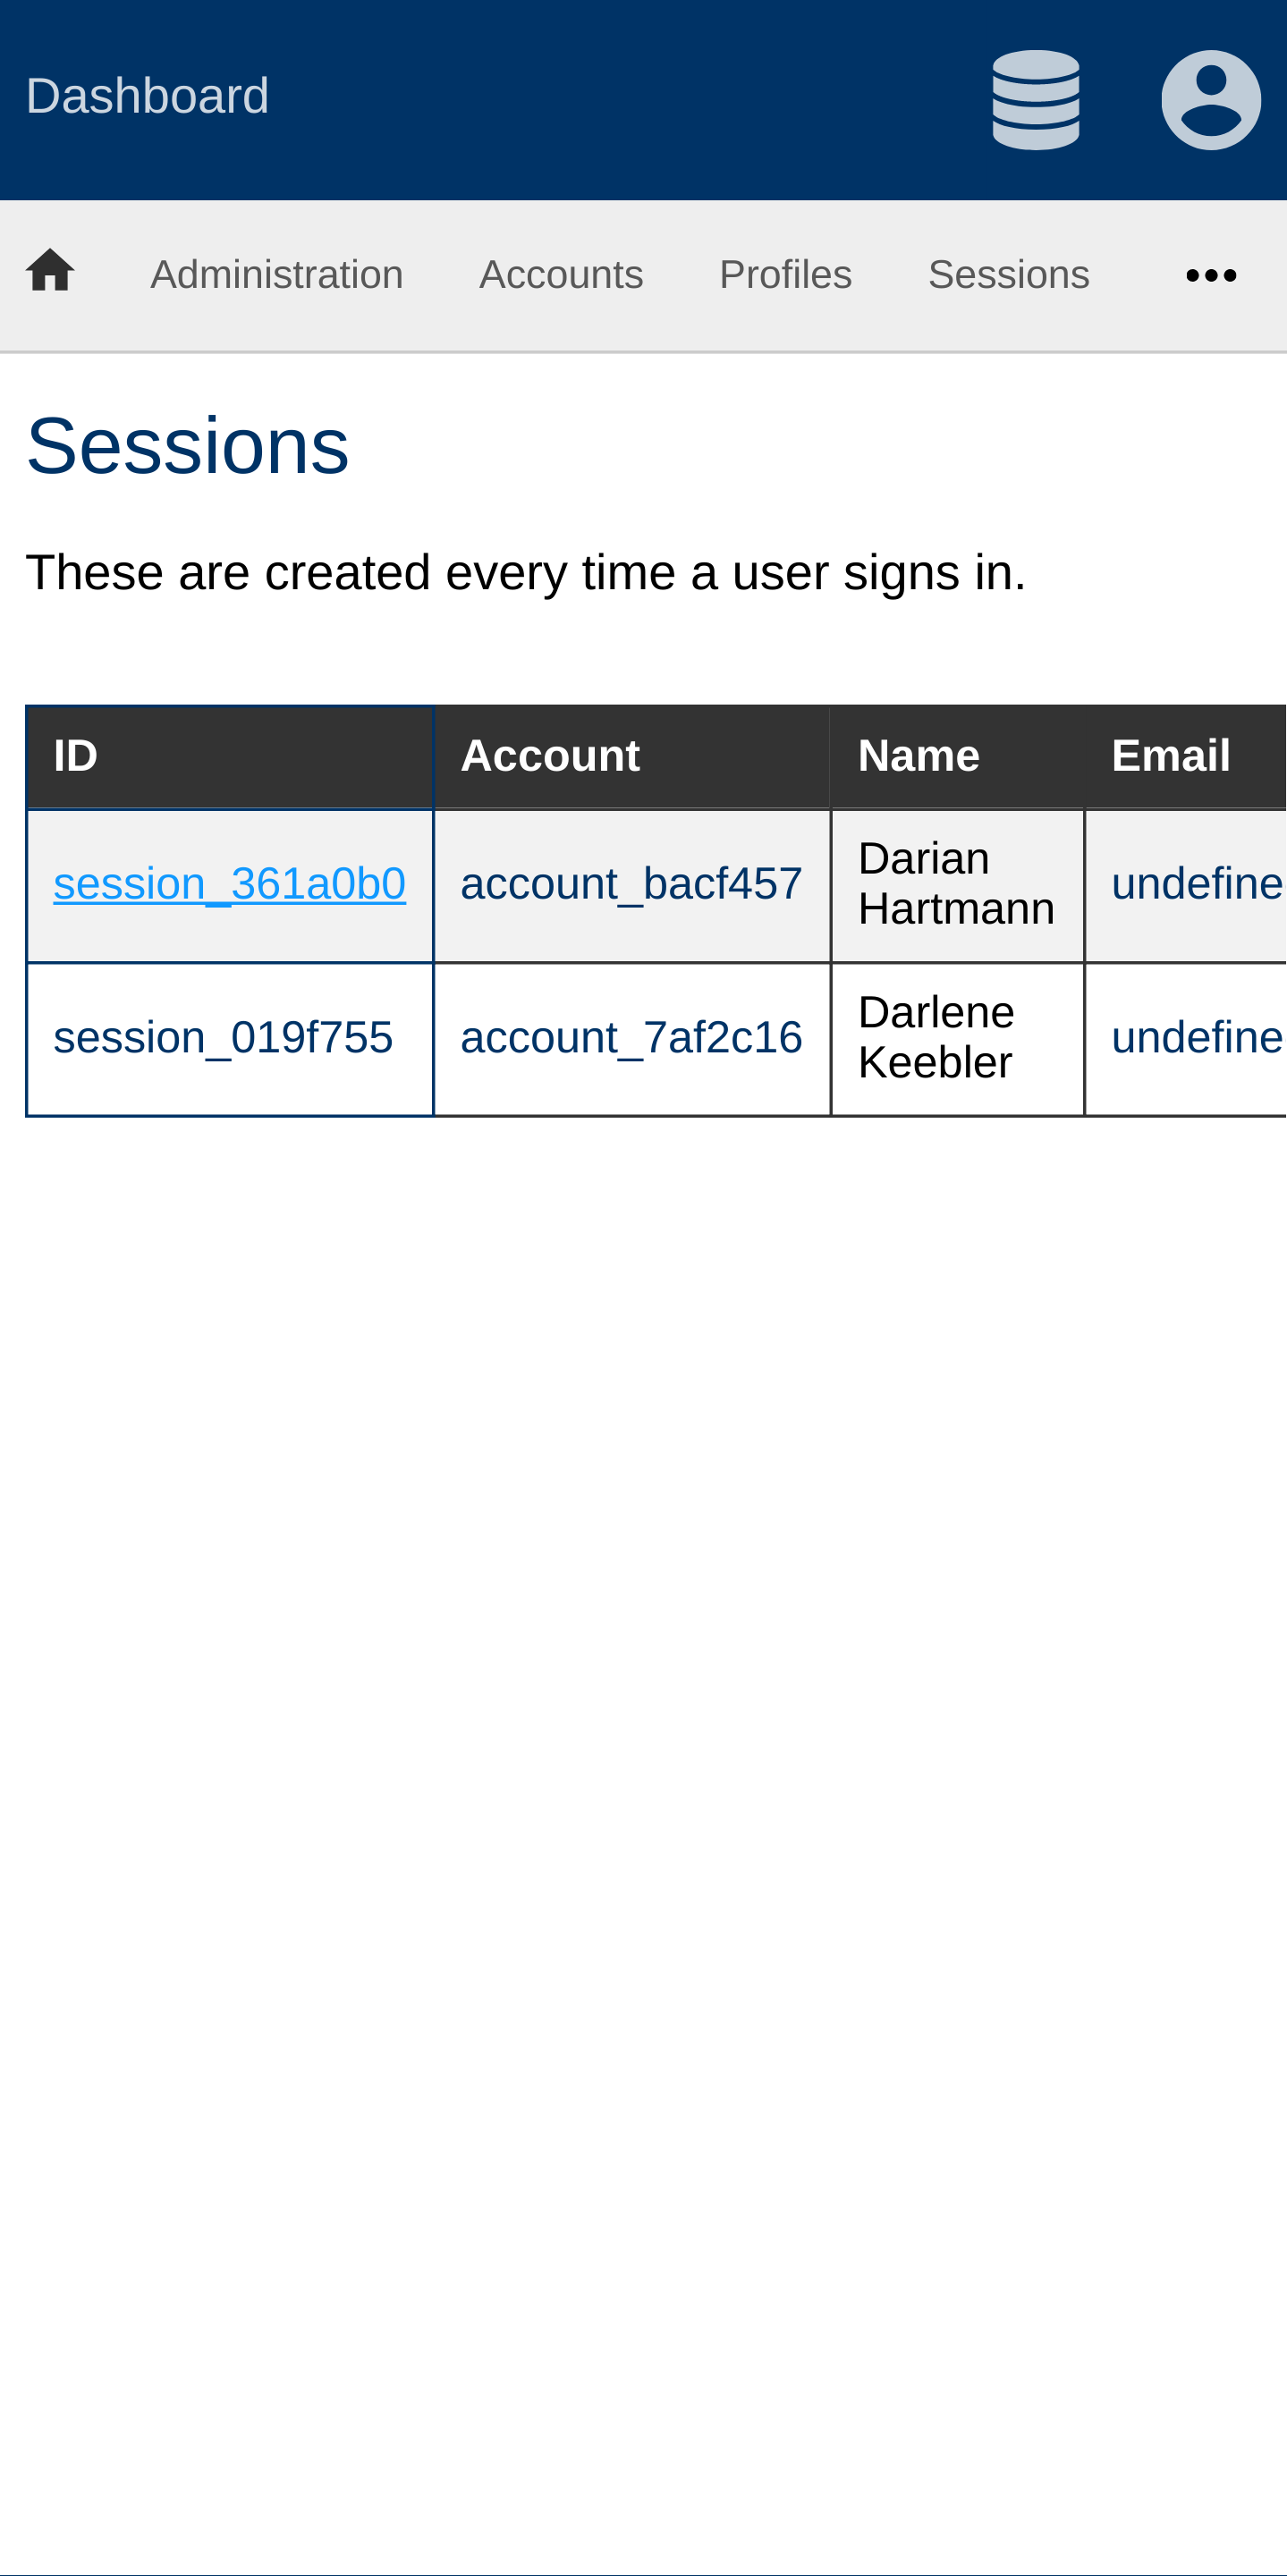 Dashboard
Administration Accounts Profiles Sessions
Sessions
These are created every time a user signs in.
ID Account Name Email
session_361a0b0 account_bacf457 Darian Hartmann undefine
session_019f755 account_7af2c16 Darlene Keebler undefine